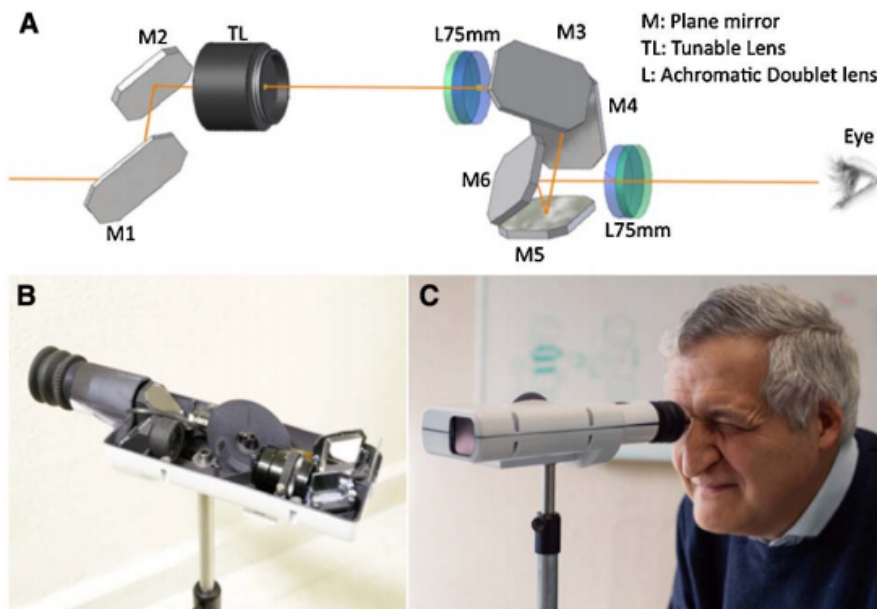 A
M2
TL
L75mm
M3
M: Plane mirror
TL: Tunable Lens
L: Achromatic Doublet lens
M4
Eye
M6
M1
L75mm
M5
B
C